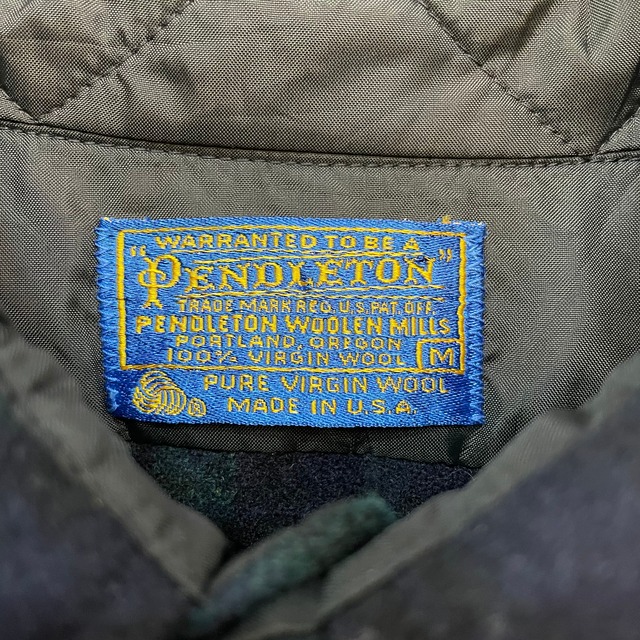 WARRANTED TO BE A
"PENDLETON"
TRADE MARK REG. U.S. PAT. OFF.
PENDLETON WOOLEN MILLS
PORTLAND, OREGON
100% VIRGIN WOOL M
PURE VIRGIN WOOL
® MADE IN U.S.A.